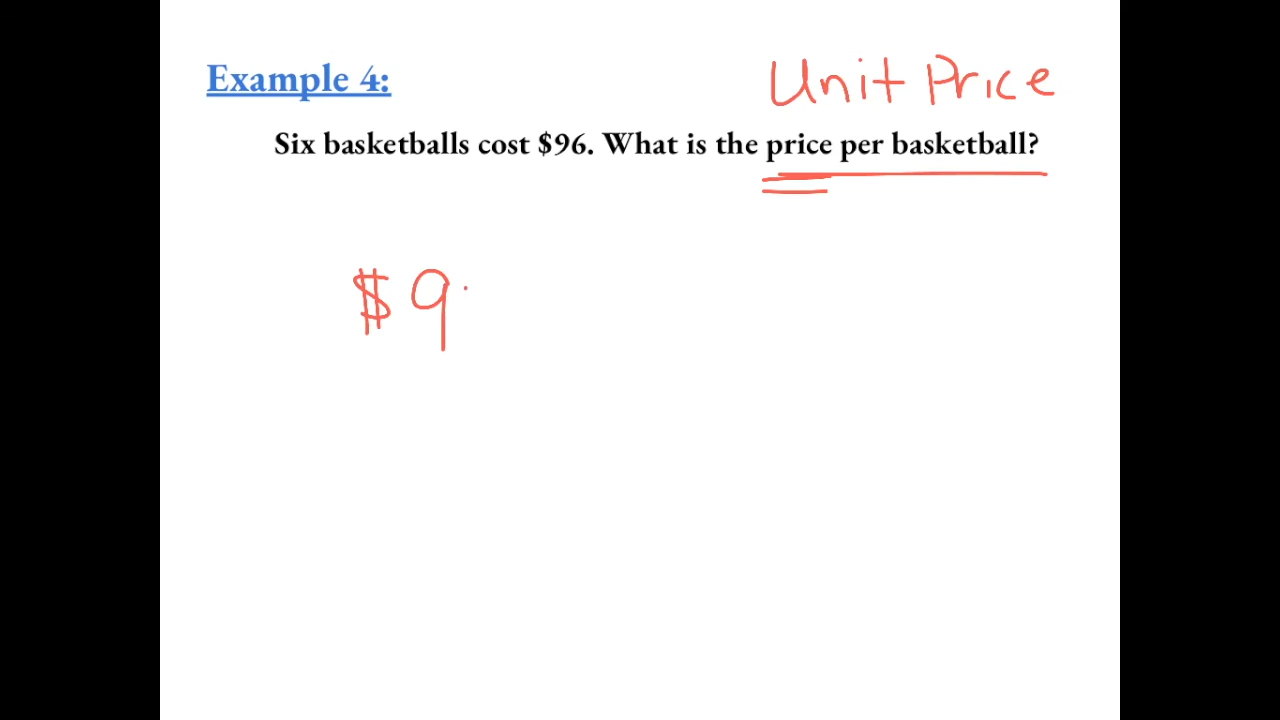 Example 4:
Unit Price
Six basketballs cost $96. What is the price per basketball?
$9